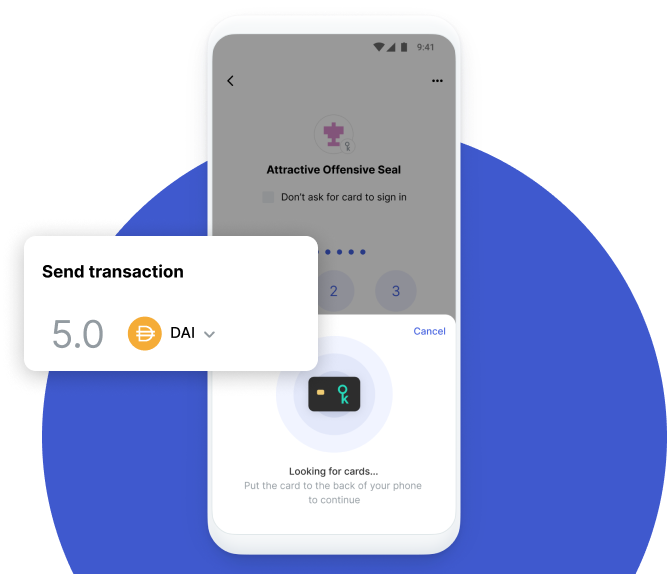 9:41
Attractive Offensive Seal
Don't ask for card to sign in
Send transaction
2
3
5.0
DAI
Cancel
Looking for cards...
Put the card to the back of your phone
to continue